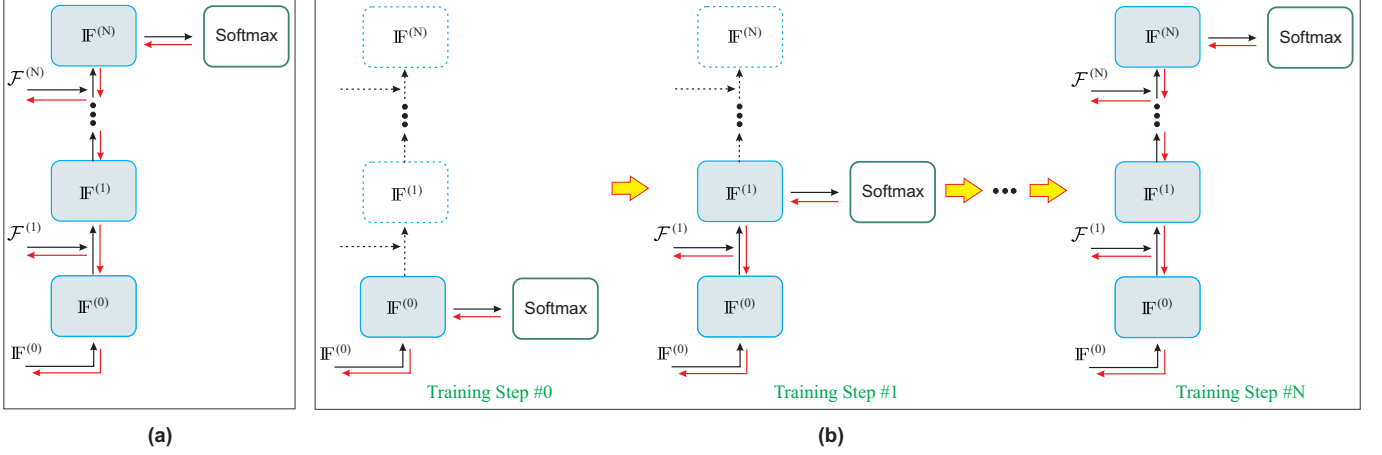 𝔽(N)
Softmax
ℱ(N)
𝔽(1)
ℱ(1)
𝔽(0)
𝔽(0)
(a)
𝔽(N)
𝔽(1)
𝔽(0)
Softmax
𝔽(0)
Training Step #0
𝔽(N)
𝔽(1)
Softmax
ℱ(1)
𝔽(0)
𝔽(0)
Training Step #1
𝔽(N)
Softmax
ℱ(N)
𝔽(1)
ℱ(1)
𝔽(0)
𝔽(0)
Training Step #N
(b)